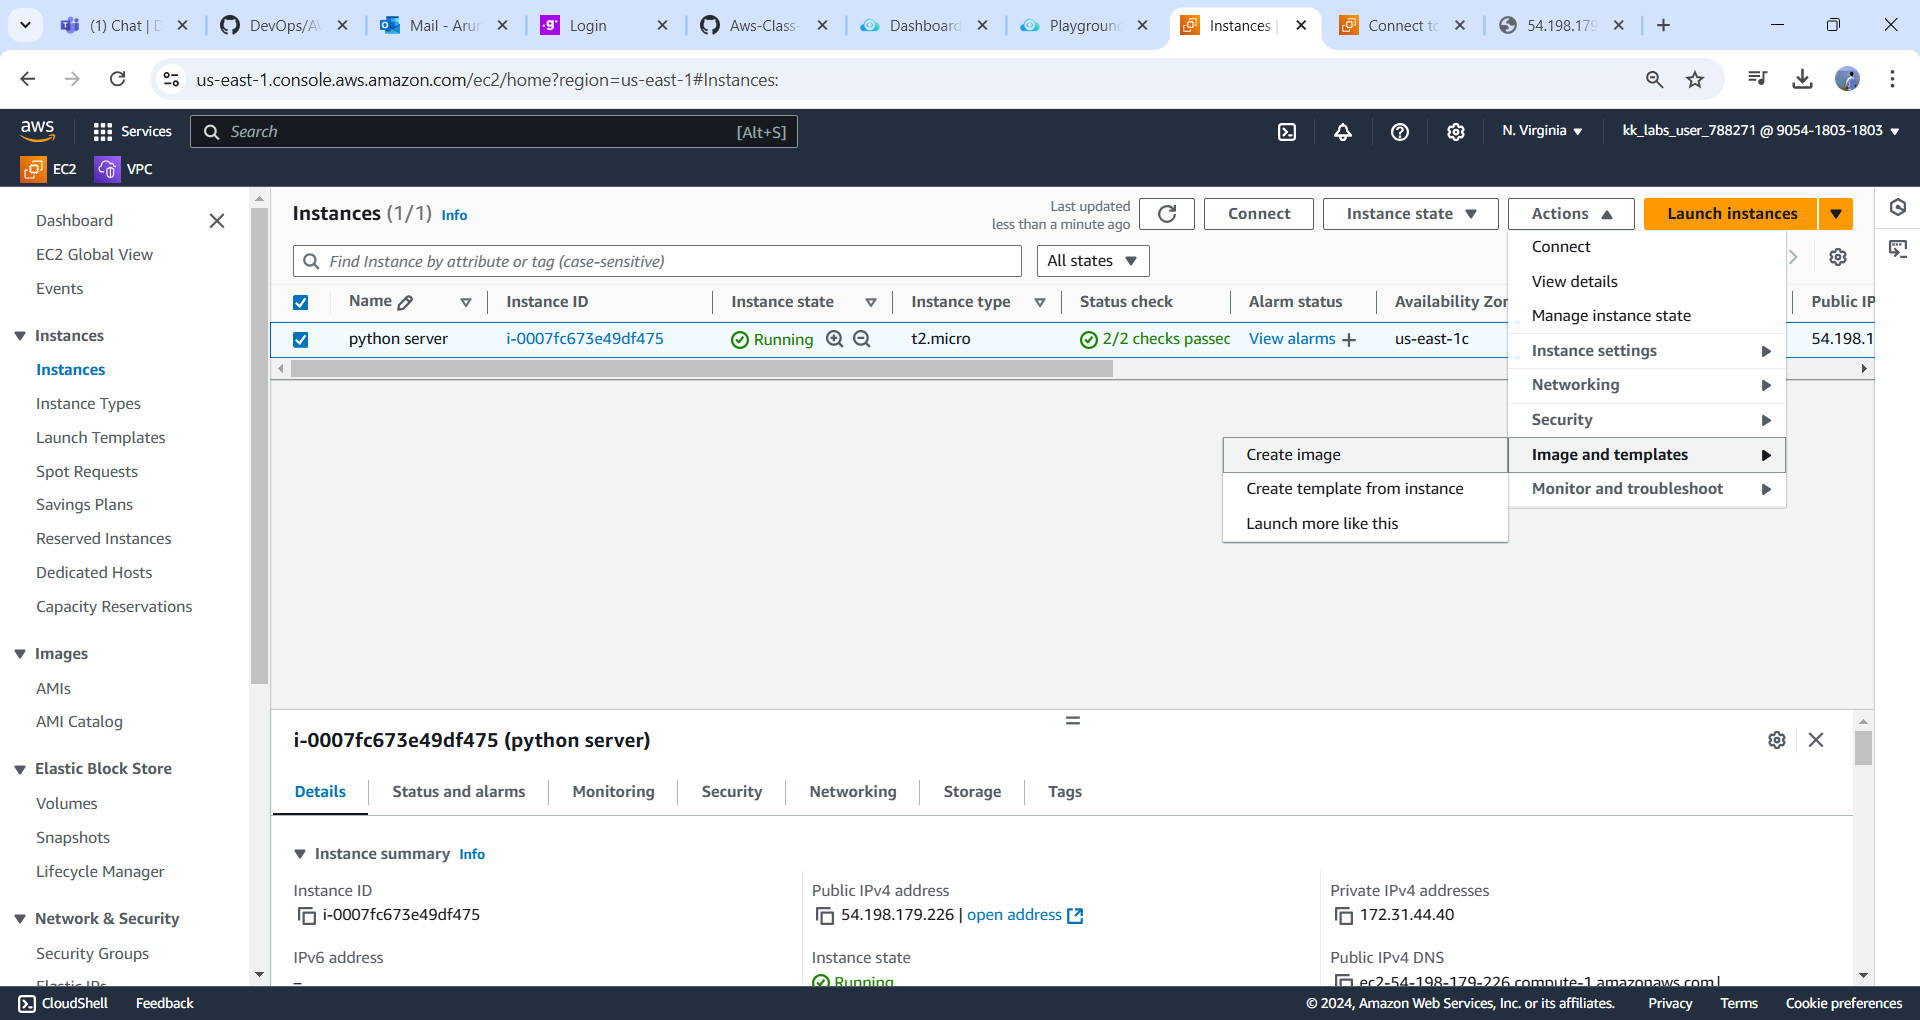 (1) Chat | D
DevOps/A
Mail - Arur
Login
Aws-Class-
Dashboard
Playground
Instances |
Connect to
54.198.179
us-east-1.console.aws.amazon.com/ec2/home?region=us-east-1#Instances:
aws
Services
Search
[Alt+S]
N. Virginia
kk_labs_user_788271 @ 9054-1803-1803
EC2
VPC
Dashboard
EC2 Global View
Events
Instances
Instances
Instance Types
Launch Templates
Spot Requests
Savings Plans
Reserved Instances
Dedicated Hosts
Capacity Reservations
Images
AMIs
AMI Catalog
Elastic Block Store
Volumes
Snapshots
Lifecycle Manager
Network & Security
Security Groups
Elastic IPs
Instances (1/1) Info
Last updated
less than a minute ago
Connect
Instance state
Actions
Launch instances
Find Instance by attribute or tag (case-sensitive)
All states
Name
Instance ID
Instance state
Instance type
Status check
Alarm status
Availability Zon
Public IP
python server
i-0007fc673e49df475
Running
t2.micro
2/2 checks passec
View alarms
us-east-1c
54.198.1
Connect
View details
Manage instance state
Instance settings
Networking
Security
Image and templates
Monitor and troubleshoot
Create image
Create template from instance
Launch more like this
i-0007fc673e49df475 (python server)
Details
Status and alarms
Monitoring
Security
Networking
Storage
Tags
Instance summary Info
Instance ID
i-0007fc673e49df475
Public IPv4 address
54.198.179.226 | open address
Private IPv4 addresses
172.31.44.40
IPv6 address
–
Instance state
Running
Public IPv4 DNS
ec2-54-198-179-226.compute-1.amazonaws.com |
CloudShell
Feedback
© 2024, Amazon Web Services, Inc. or its affiliates.
Privacy
Terms
Cookie preferences